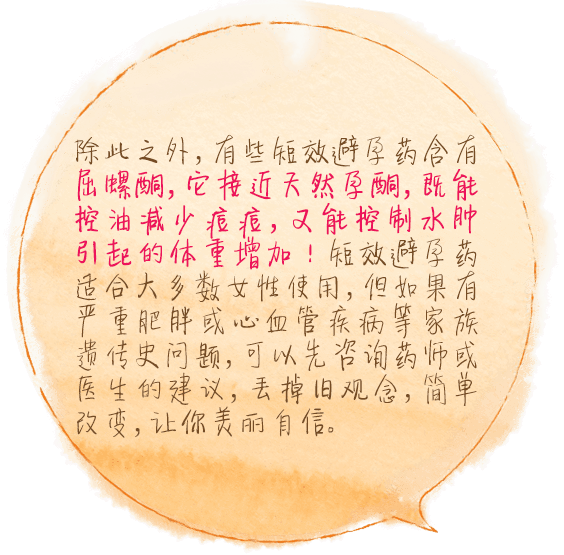 除此之外，有些短效避孕药含有
屈螺酮，它接近天然孕酮，既能
控油减少痘痘，又能控制水肿
引起的体重增加！短效避孕药
适合大多数女性使用，但如果有
严重肥胖或心血管疾病等家族
遗传史问题，可以先咨询药师或
医生的建议，丢掉旧观念，简单
改变，让你美丽自信。